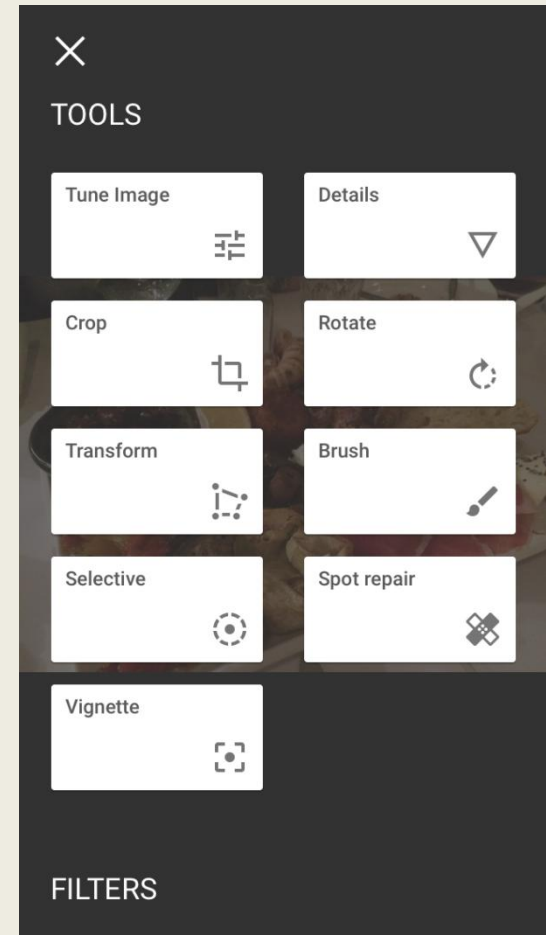 TOOLS
Tune Image
Details
Crop
Rotate
Transform
Brush
Selective
Spot repair
Vignette
FILTERS